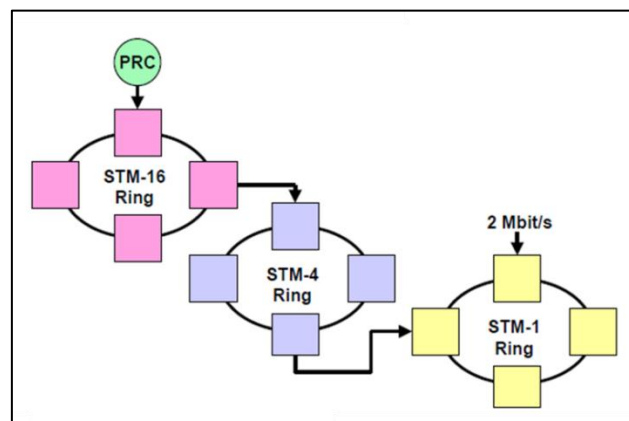 PRC
STM-16
Ring
STM-4
Ring
2 Mbit/s
STM-1
Ring